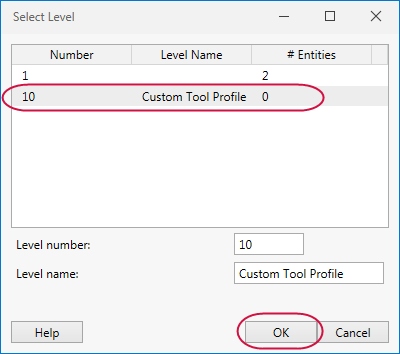 Select Level
Number Level Name # Entities
1 2
10 Custom Tool Profile 0
Level number: 10
Level name: Custom Tool Profile
Help OK Cancel